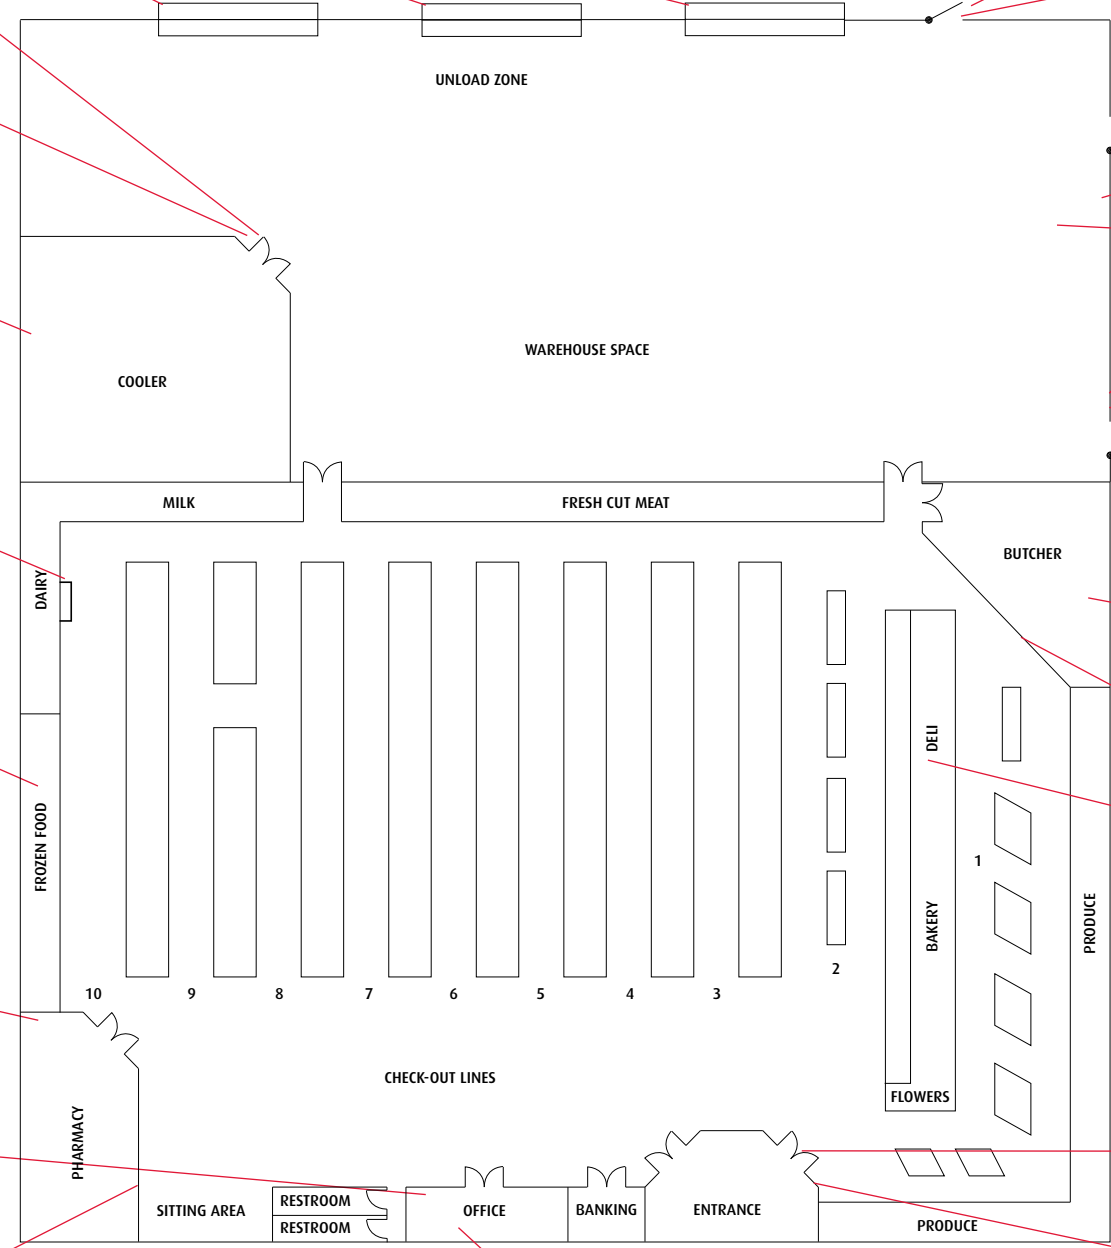 UNLOAD ZONE
WAREHOUSE SPACE
COOLER
MILK
FRESH CUT MEAT
BUTCHER
DAIRY
DELI
FROZEN FOOD
1
PRODUCE
BAKERY
2
10
9
8
7
6
5
4
3
CHECK-OUT LINES
FLOWERS
PHARMACY
SITTING AREA
RESTROOM
RESTROOM
OFFICE
BANKING
ENTRANCE
PRODUCE